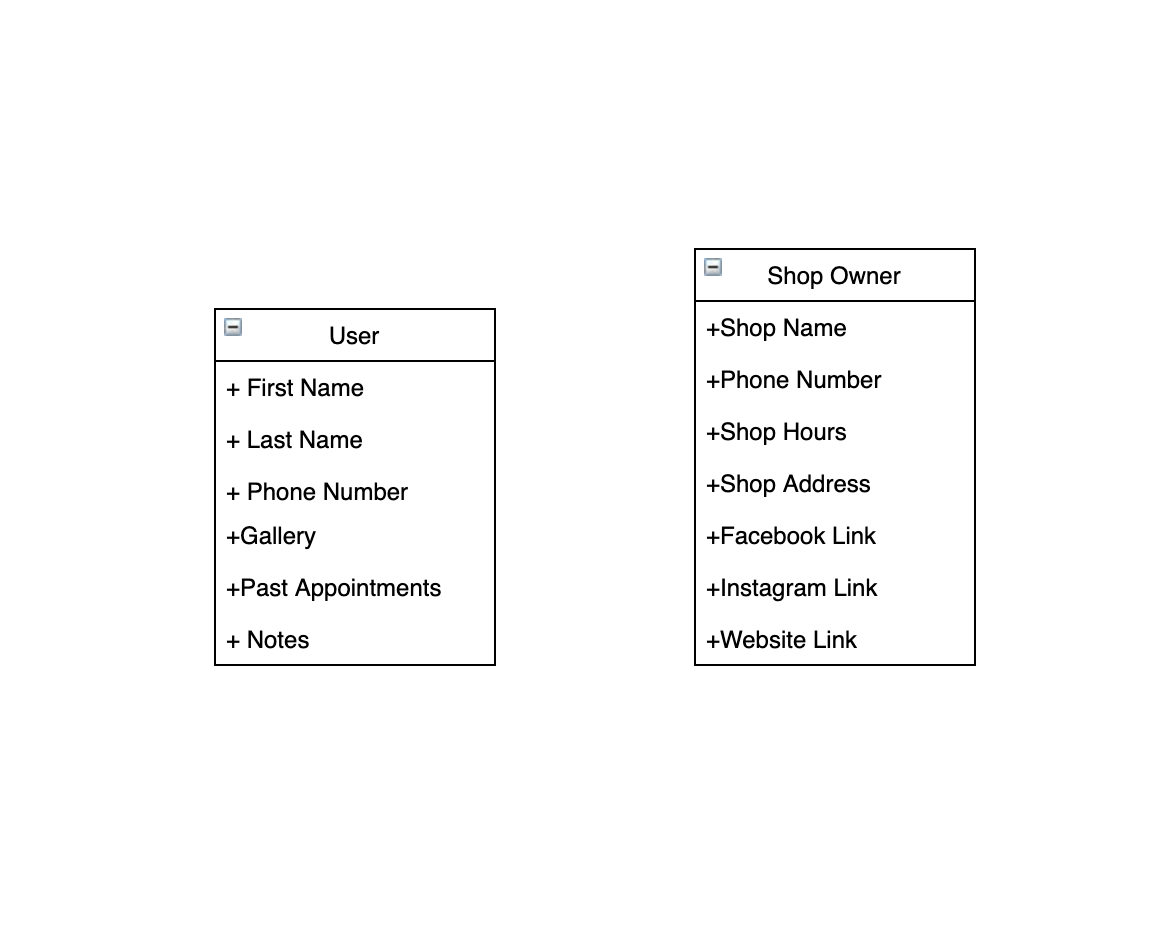 User
+ First Name
+ Last Name
+ Phone Number
+Gallery
+Past Appointments
+ Notes
Shop Owner
+Shop Name
+Phone Number
+Shop Hours
+Shop Address
+Facebook Link
+Instagram Link
+Website Link